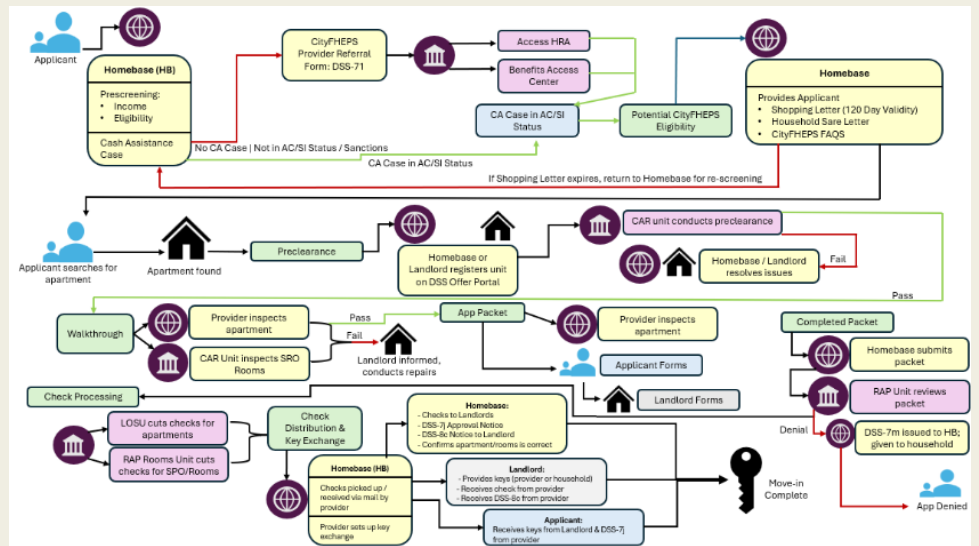 Applicant
Homebase (HB)
Prescreening:
• Income
• Eligibility
Cash Assistance
Case
CityFHEPS
Provider Referral
Form: DSS-71
Access HRA
Benefits Access
Center
CA Case in AC/SI
Status
Potential CityFHEPS
Eligibility
Homebase
Provides Applicant
• Shopping Letter (120 Day Validity)
• Household Sare Letter
• CityFHEPS FAQS
No CA Case | Not in AC/SI Status / Sanctions
CA Case in AC/SI Status
If Shopping Letter expires, return to Homebase for re-screening
Applicant searches for
apartment
Apartment found
Preclearance
Homebase or
Landlord registers unit
on DSS Offer Portal
CAR unit conducts preclearance
Fail
Homebase / Landlord
resolves issues
Pass
Walkthrough
Provider inspects
apartment
CAR Unit inspects SRO
Rooms
Pass
Fail
Landlord informed,
conducts repairs
App Packet
Provider inspects
apartment
Applicant Forms
Landlord Forms
Completed Packet
Homebase submits
packet
RAP Unit reviews
packet
Denial
DSS-7m issued to HB;
given to household
App Denied
Check Processing
LOSU cuts checks for
apartments
RAP Rooms Unit cuts
checks for SPO/Rooms
Check
Distribution &
Key Exchange
Homebase (HB)
Checks picked up /
received via mail by
provider
Provider sets up key
exchange
Homebase:
- Checks to Landlords
- DSS-7j Approval Notice
- DSS-8c Notice to Landlord
- Confirms apartment/rooms is correct
Landlord:
- Provides keys (provider or household)
- Receives check from provider
- Receives DSS-8o from provider
Applicant:
Receives keys from Landlord & DSS-7j
from provider
Move-in
Complete